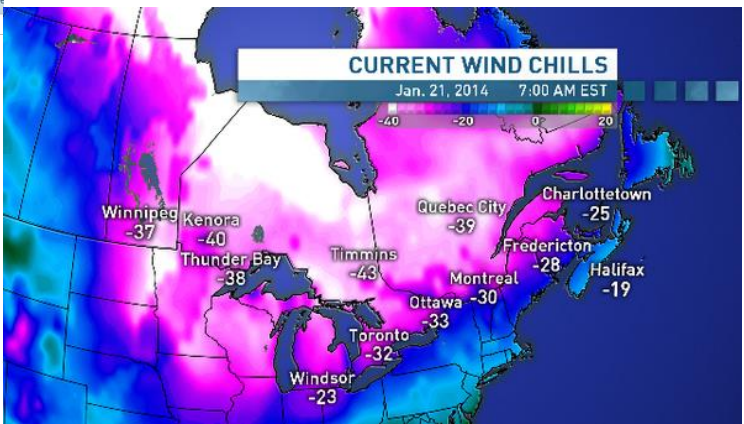 CURRENT WIND CHILLS
Jan. 21, 2014 7:00 AM EST
-40 -20 0 20
Charlottetown
-25
Quebec City
-39
Winnipeg
-37
Kenora
-40
Fredericton
-28
Thunder Bay
-38
Timmins
-43
Halifax
-19
Montreal
-30
Ottawa
-33
Toronto
-32
Windsor
-23